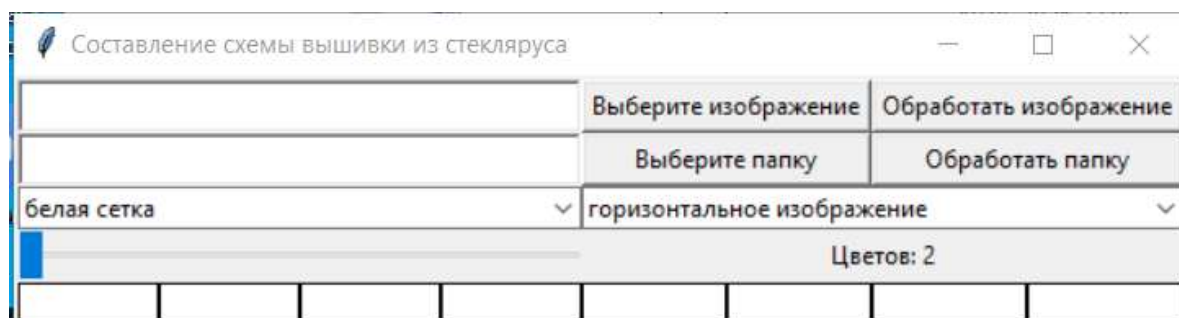 Составление схемы вышивки из стекляруса
Выберите изображение Обработать изображение
Выберите папку Обработать папку
белая сетка горизонтальное изображение
Цветов: 2